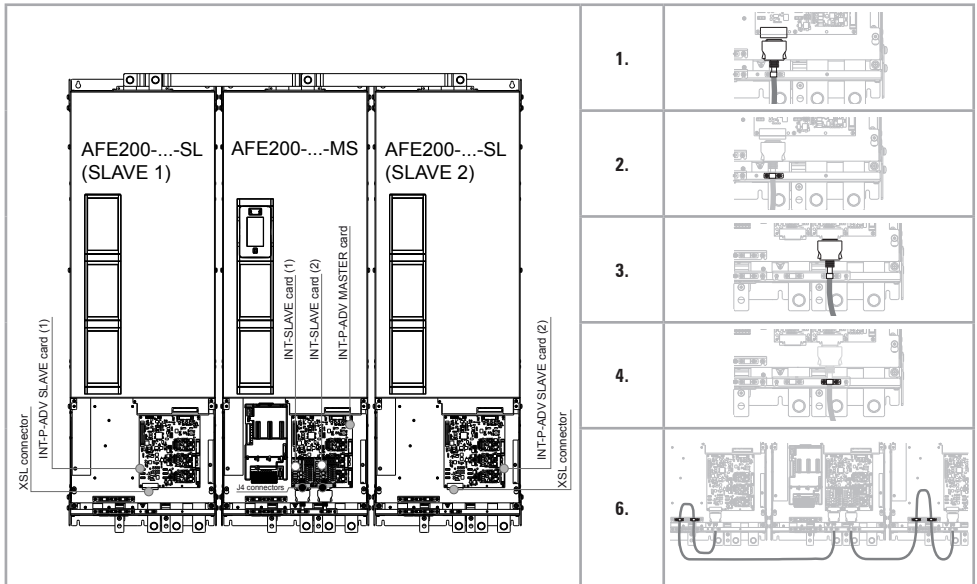 AFE200-...-SL
(SLAVE 1)
AFE200-...-MS
AFE200-...-SL
(SLAVE 2)
XSL connector
INT-P-ADV SLAVE card (1)
INT-SLAVE card (1)
INT-SLAVE card (2)
INT-P-ADV MASTER card
INT-P-ADV SLAVE card (2)
XSL connector
J4 connectors
1.
2.
3.
4.
6.